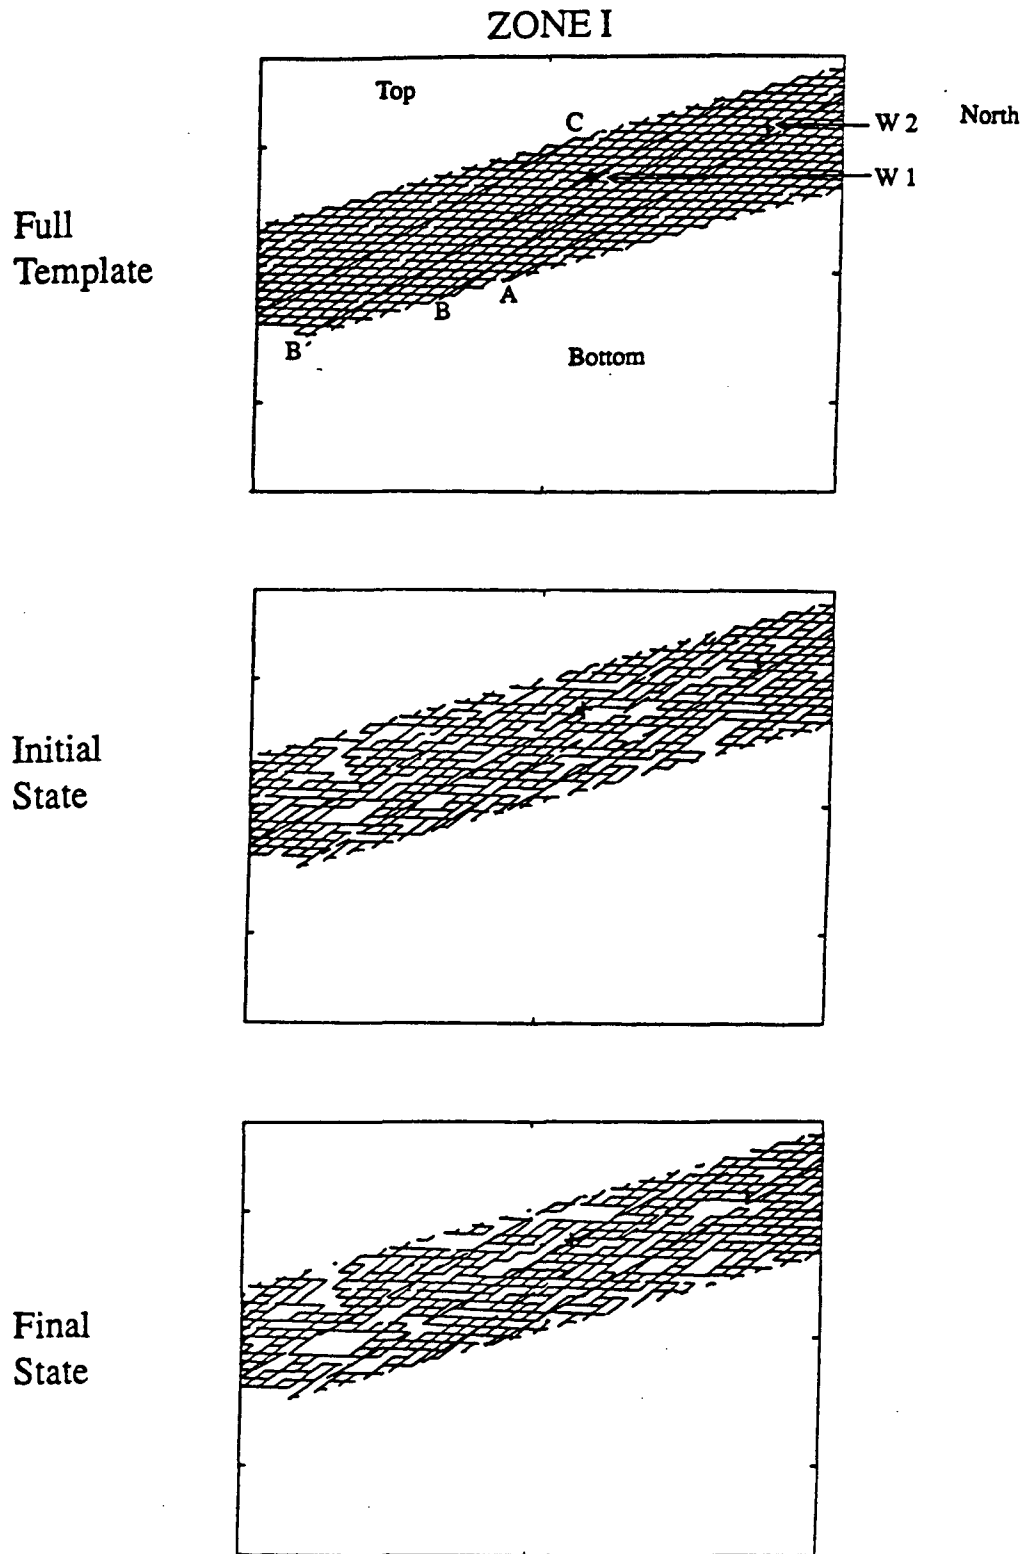 ZONE I
Top
C
W 2
North
W 1
Full
Template
A
B
B'
Bottom
Initial
State
Final
State